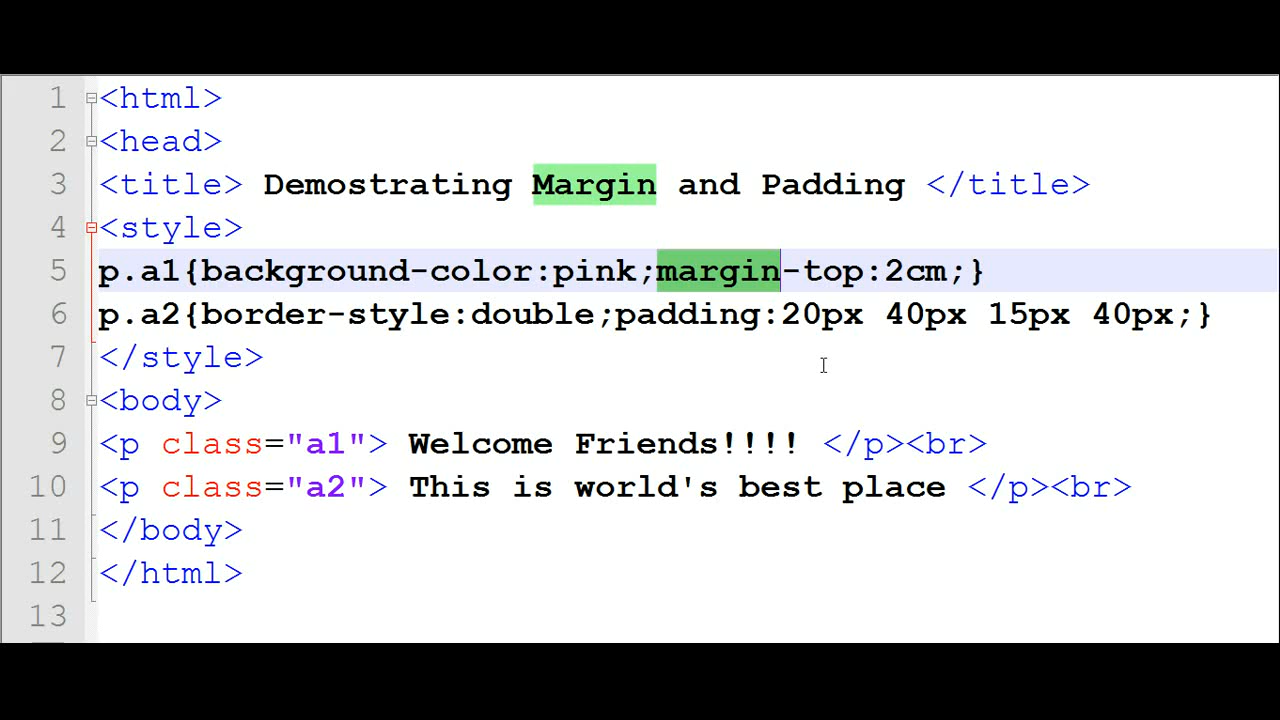 1 <html>
2 <head>
3 <title> Demostrating Margin and Padding </title>
4 <style>
5 p.a1{background-color:pink;margin-top:2cm;}
6 p.a2{border-style:double;padding:20px 40px 15px 40px;}
7 </style>
8 <body>
9 <p class="a1"> Welcome Friends!!!! </p><br>
10 <p class="a2"> This is world's best place </p><br>
11 </body>
12 </html>
13